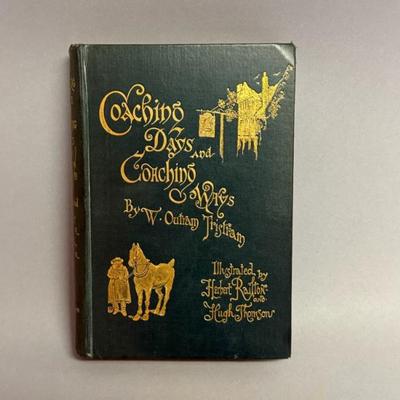 Coaching
Days
and
Coaching
Ways
By W. Outram Tristram
Illustrated by
Herbert Railton
and
Hugh Thomson